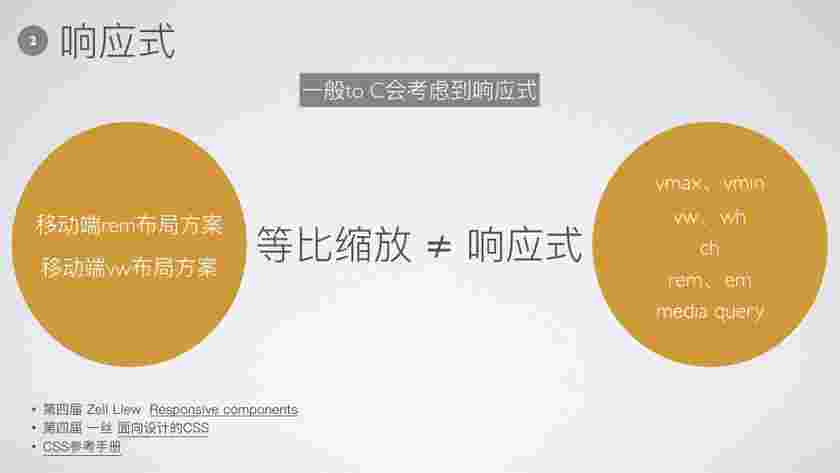 2 响应式
一般to C会考虑到响应式
移动端rem布局方案
移动端vw布局方案
等比缩放 ≠ 响应式
vmax、vmin
vw、wh
ch
rem、em
media query
• 第四届 Zell Liew Responsive components
• 第四届 一丝 面向设计的CSS
• CSS参考手册